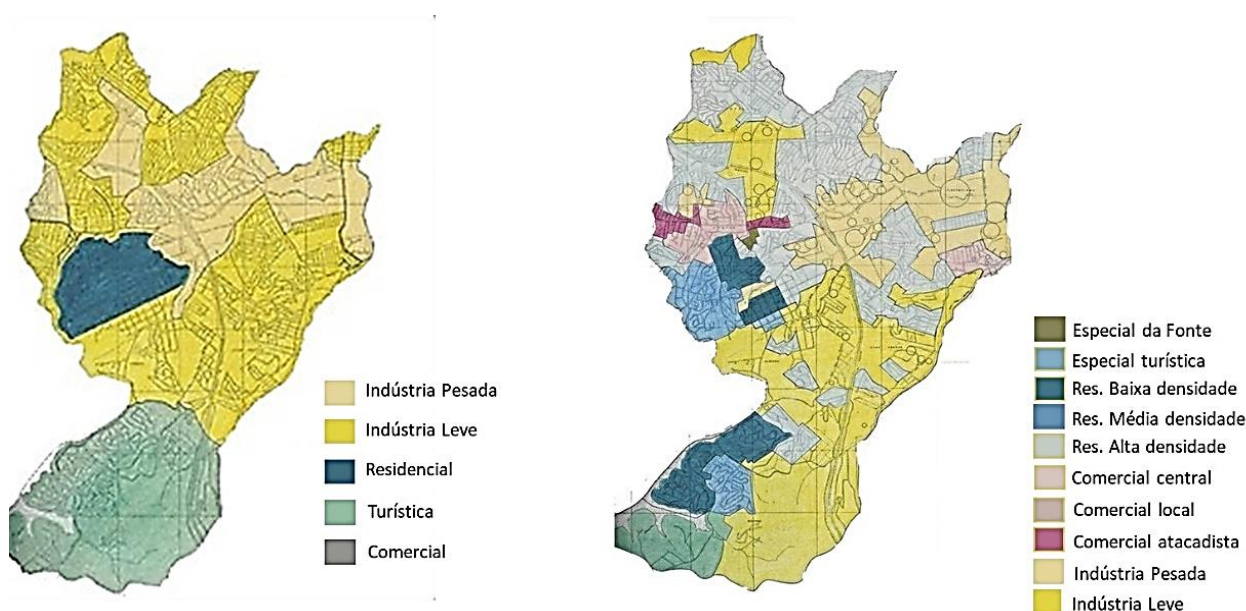 Indústria Pesada
Indústria Leve
Residencial
Turística
Comercial
Especial da Fonte
Especial turística
Res. Baixa densidade
Res. Média densidade
Res. Alta densidade
Comercial central
Comercial local
Comercial atacadista
Indústria Pesada
Indústria Leve